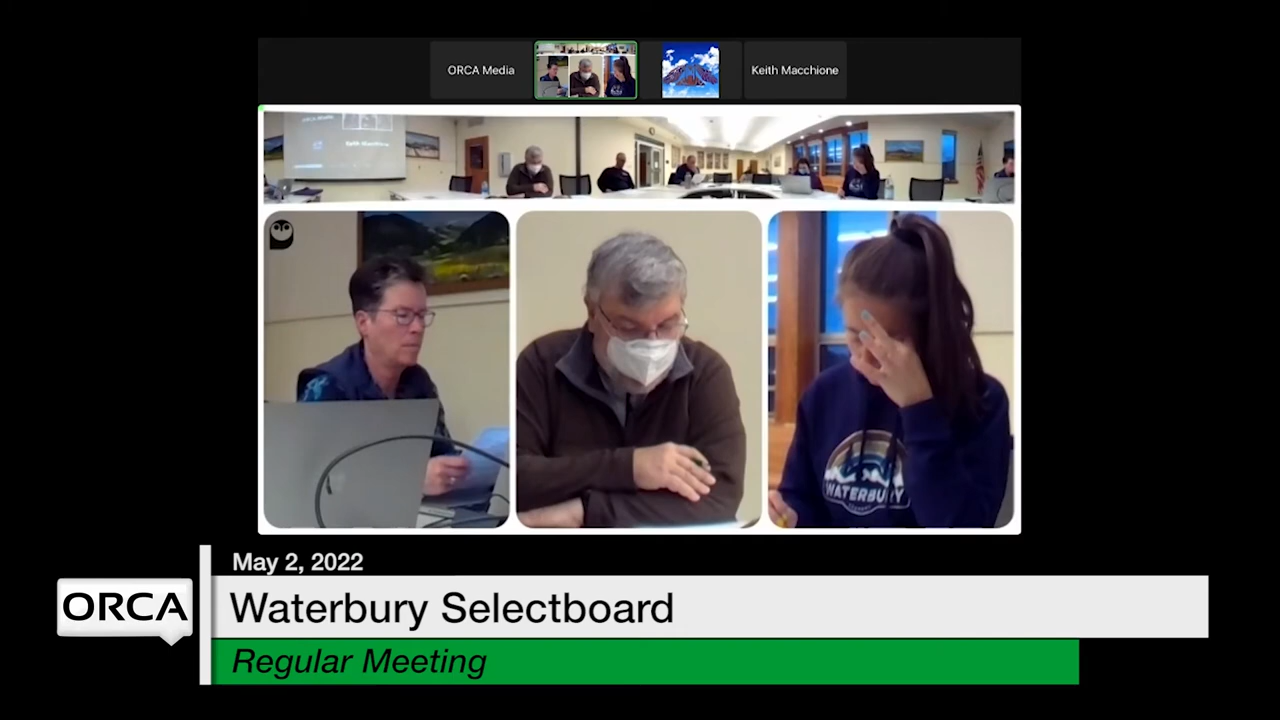 ORCA Media
Keith Macchione
WATERBURY
May 2, 2022
ORCA
Waterbury Selectboard
Regular Meeting